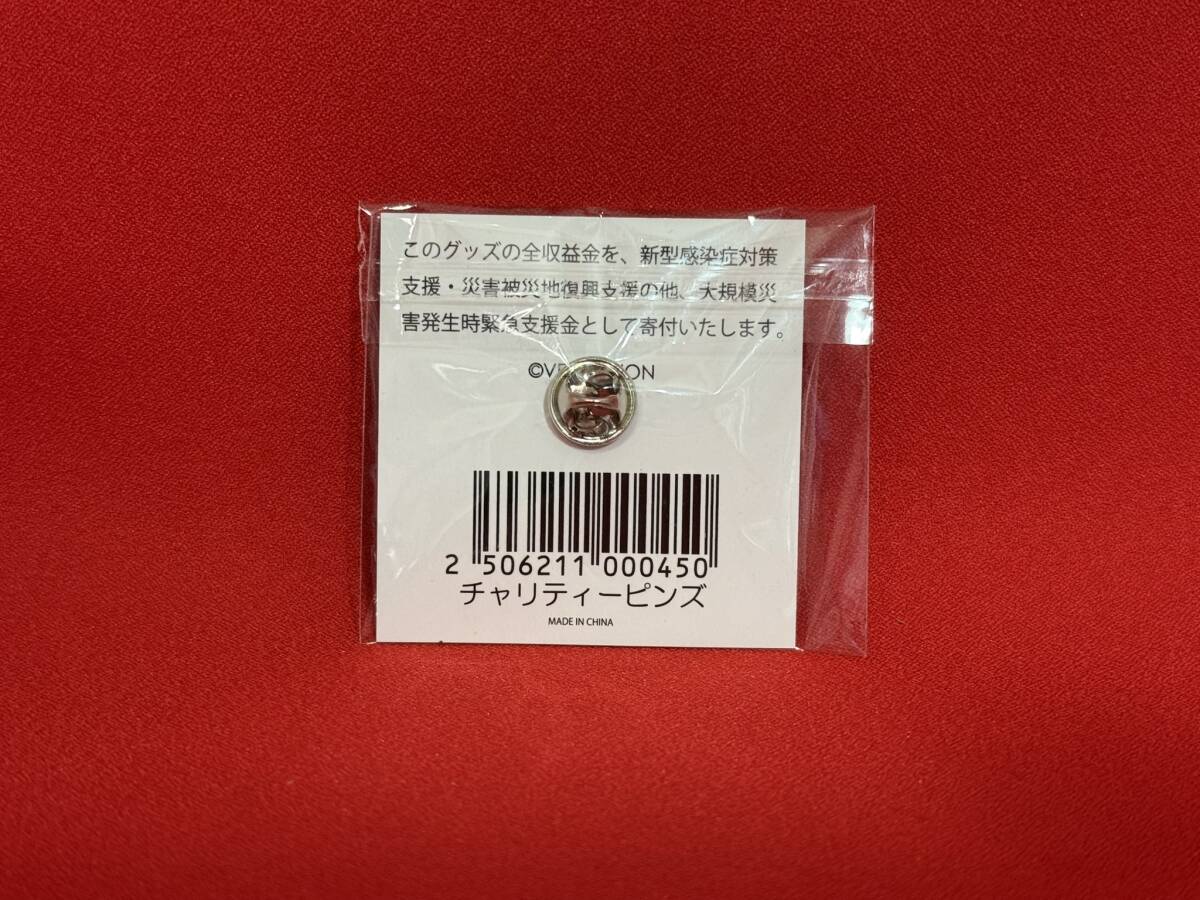 このグッズの全収益金を、新型感染症対策
支援・災害被災地復興支援の他、大規模災
害発生時緊急支援金として寄付いたします。
2 506211 000450
チャリティーピンズ
MADE IN CHINA